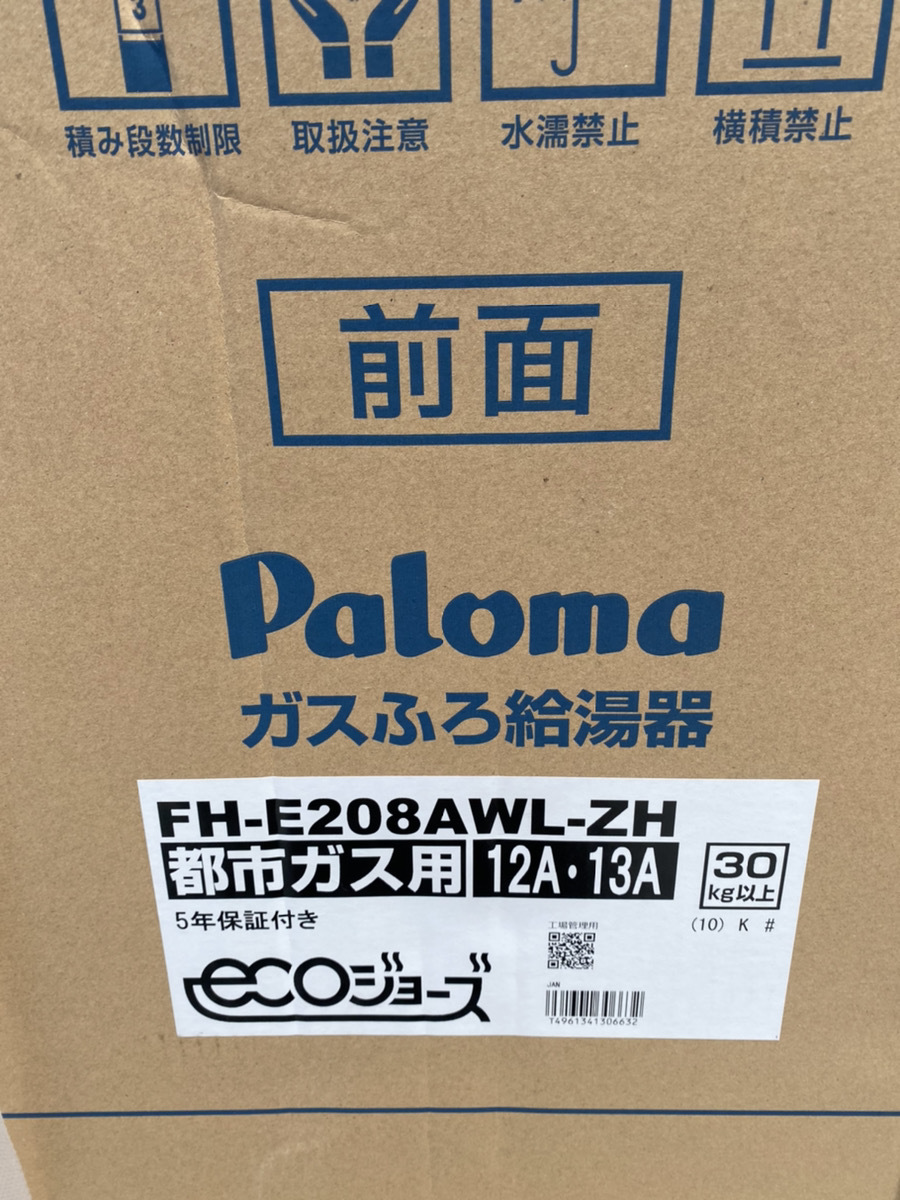 3
積み段数制限 取扱注意 水濡禁止 横積禁止
前面
Paloma
ガスふろ給湯器
FH-E208AWL-ZH
都市ガス用 12A・13A
30
kg以上
5年保証付き
(10) K #
工場管理用
ecoジョーズ
JAN
T4961341306632